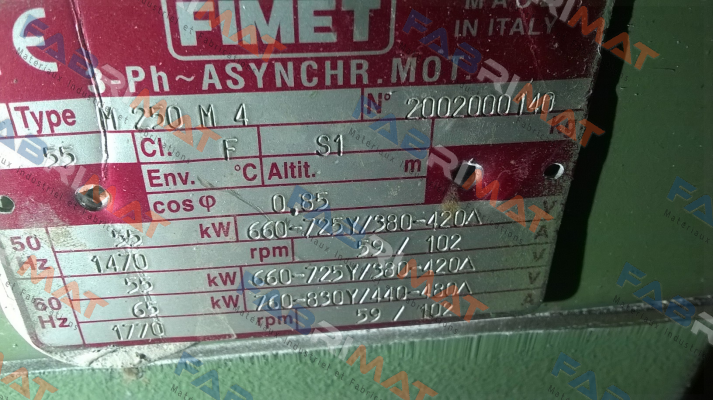 FIMET
MADE
IN ITALY
3-Ph~ASYNCHR.MOT.
Type M 250 M 4 N° 2002000140
55 Cl. F S1 kg
Env. °C Altit. m
cos φ 0,85
50 Hz 55 kW 660-725Y/380-420Δ V
1470 rpm 59 / 102 A
55 kW 660-725Y/380-420Δ V
60 Hz 63 kW 760-830Y/440-480Δ V
1770 rpm 59 / 102 A
FABRIMAT